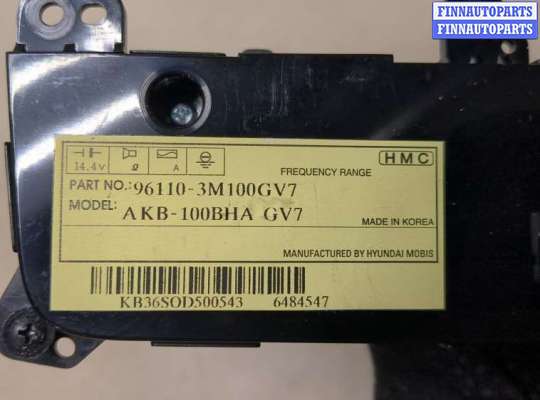 FINNAUTOPARTS
FINNAUTOPARTS
14.4V Ω A
FREQUENCY RANGE
HMC
PART NO.: 96110-3M100GV7
MODEL: AKB-100BHA GV7
MADE IN KOREA
MANUFACTURED BY HYUNDAI MOBIS
KB36SOD500543 6484547